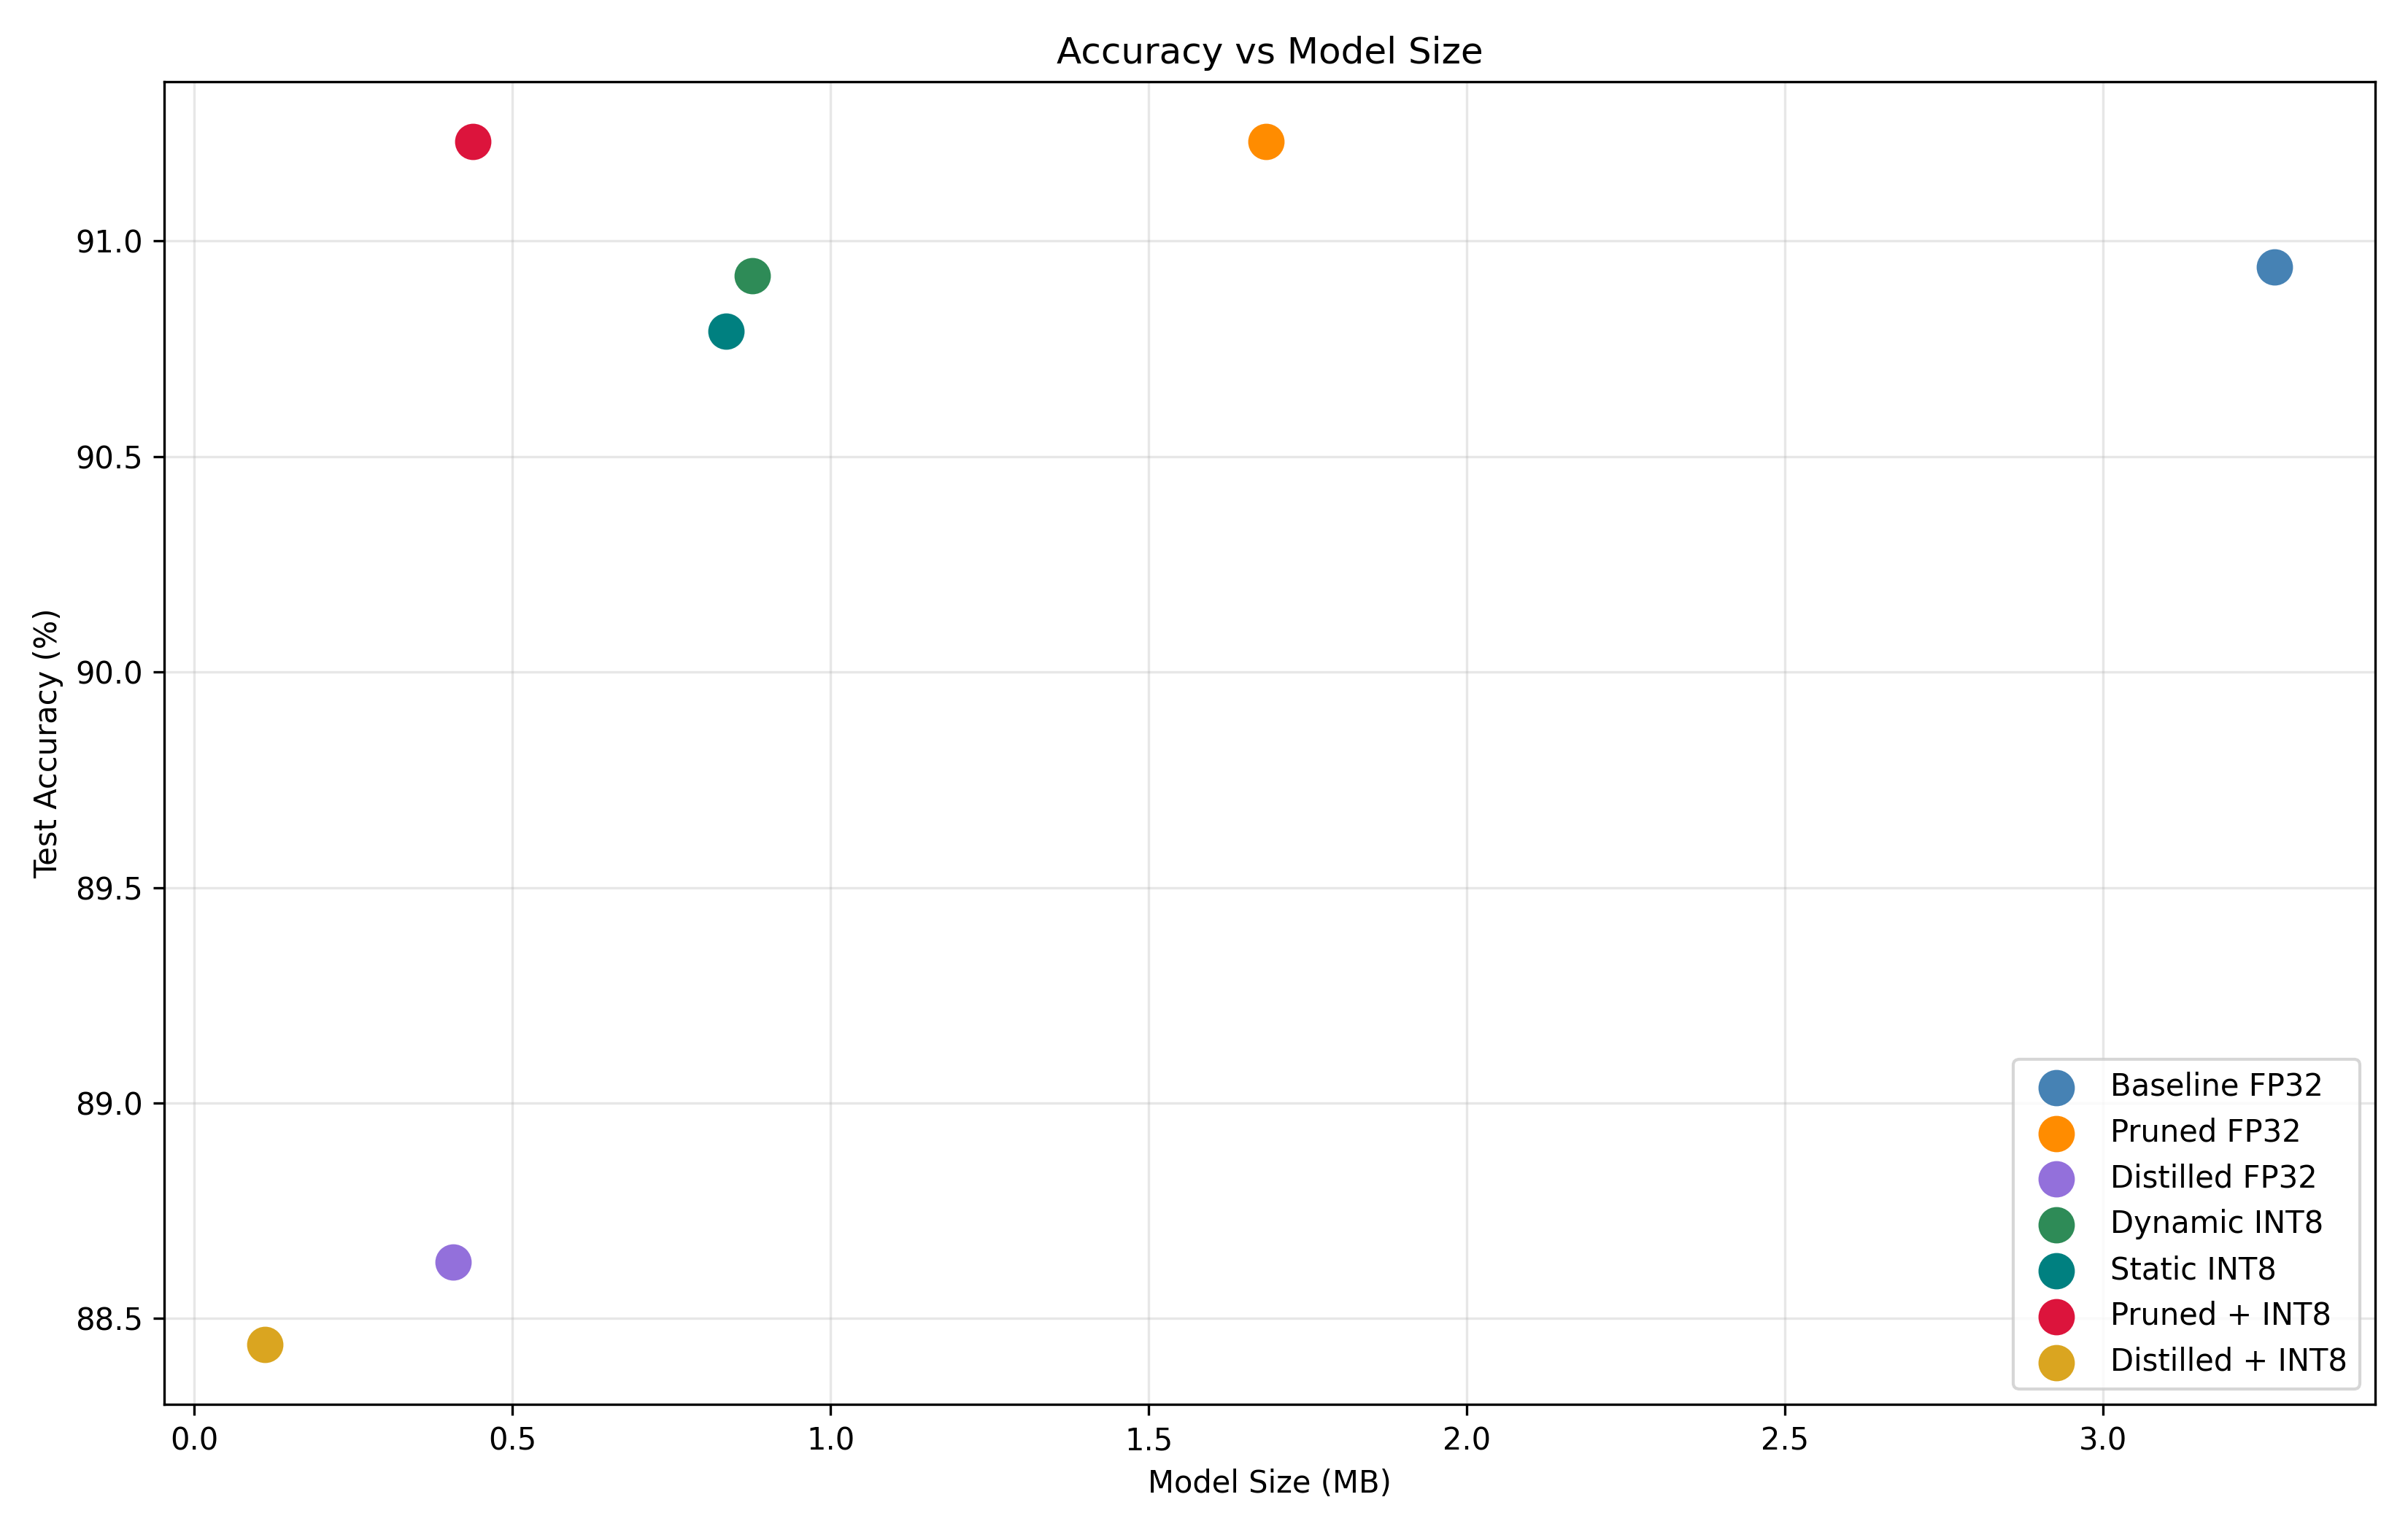 Accuracy vs Model Size
Test Accuracy (%)
91.0
90.5
90.0
89.5
89.0
88.5
0.0 0.5 1.0 1.5 2.0 2.5 3.0
Model Size (MB)
Baseline FP32
Pruned FP32
Distilled FP32
Dynamic INT8
Static INT8
Pruned + INT8
Distilled + INT8